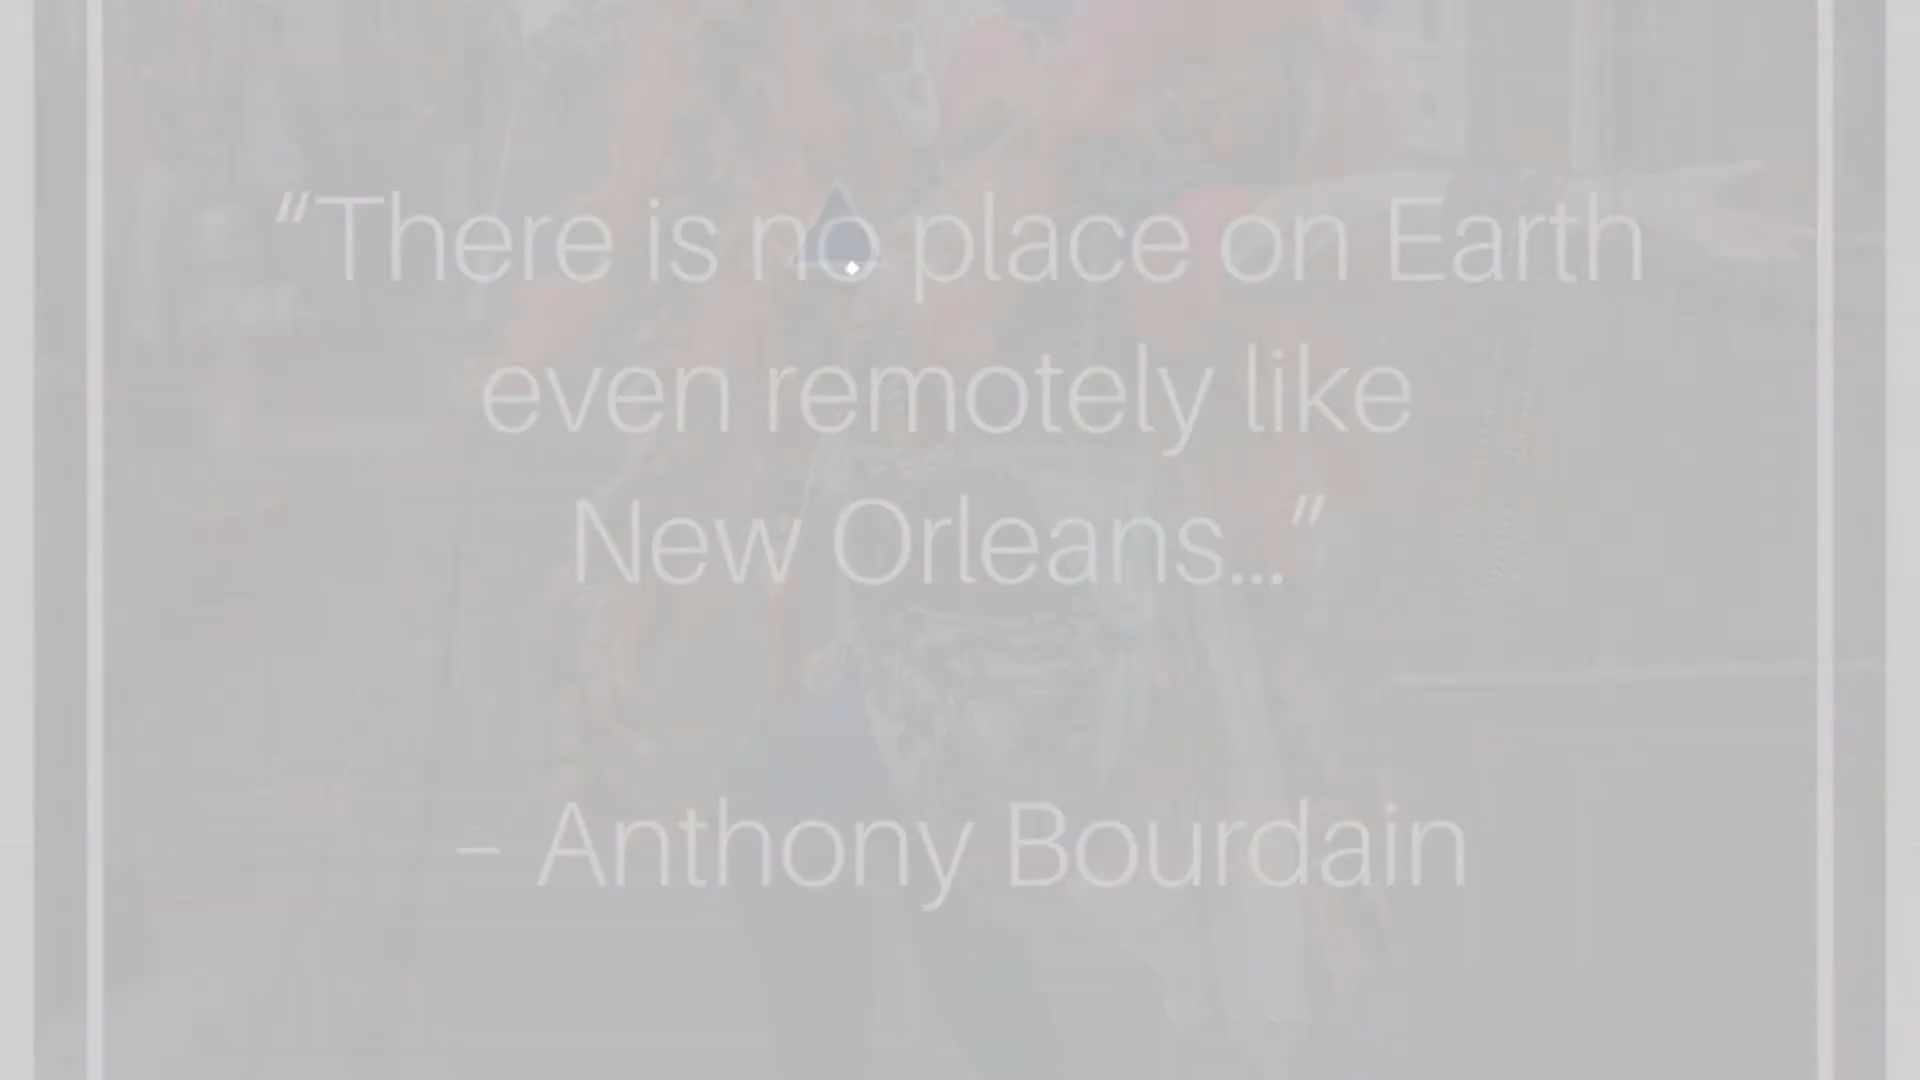 “There is no place on Earth
even remotely like
New Orleans...”
– Anthony Bourdain